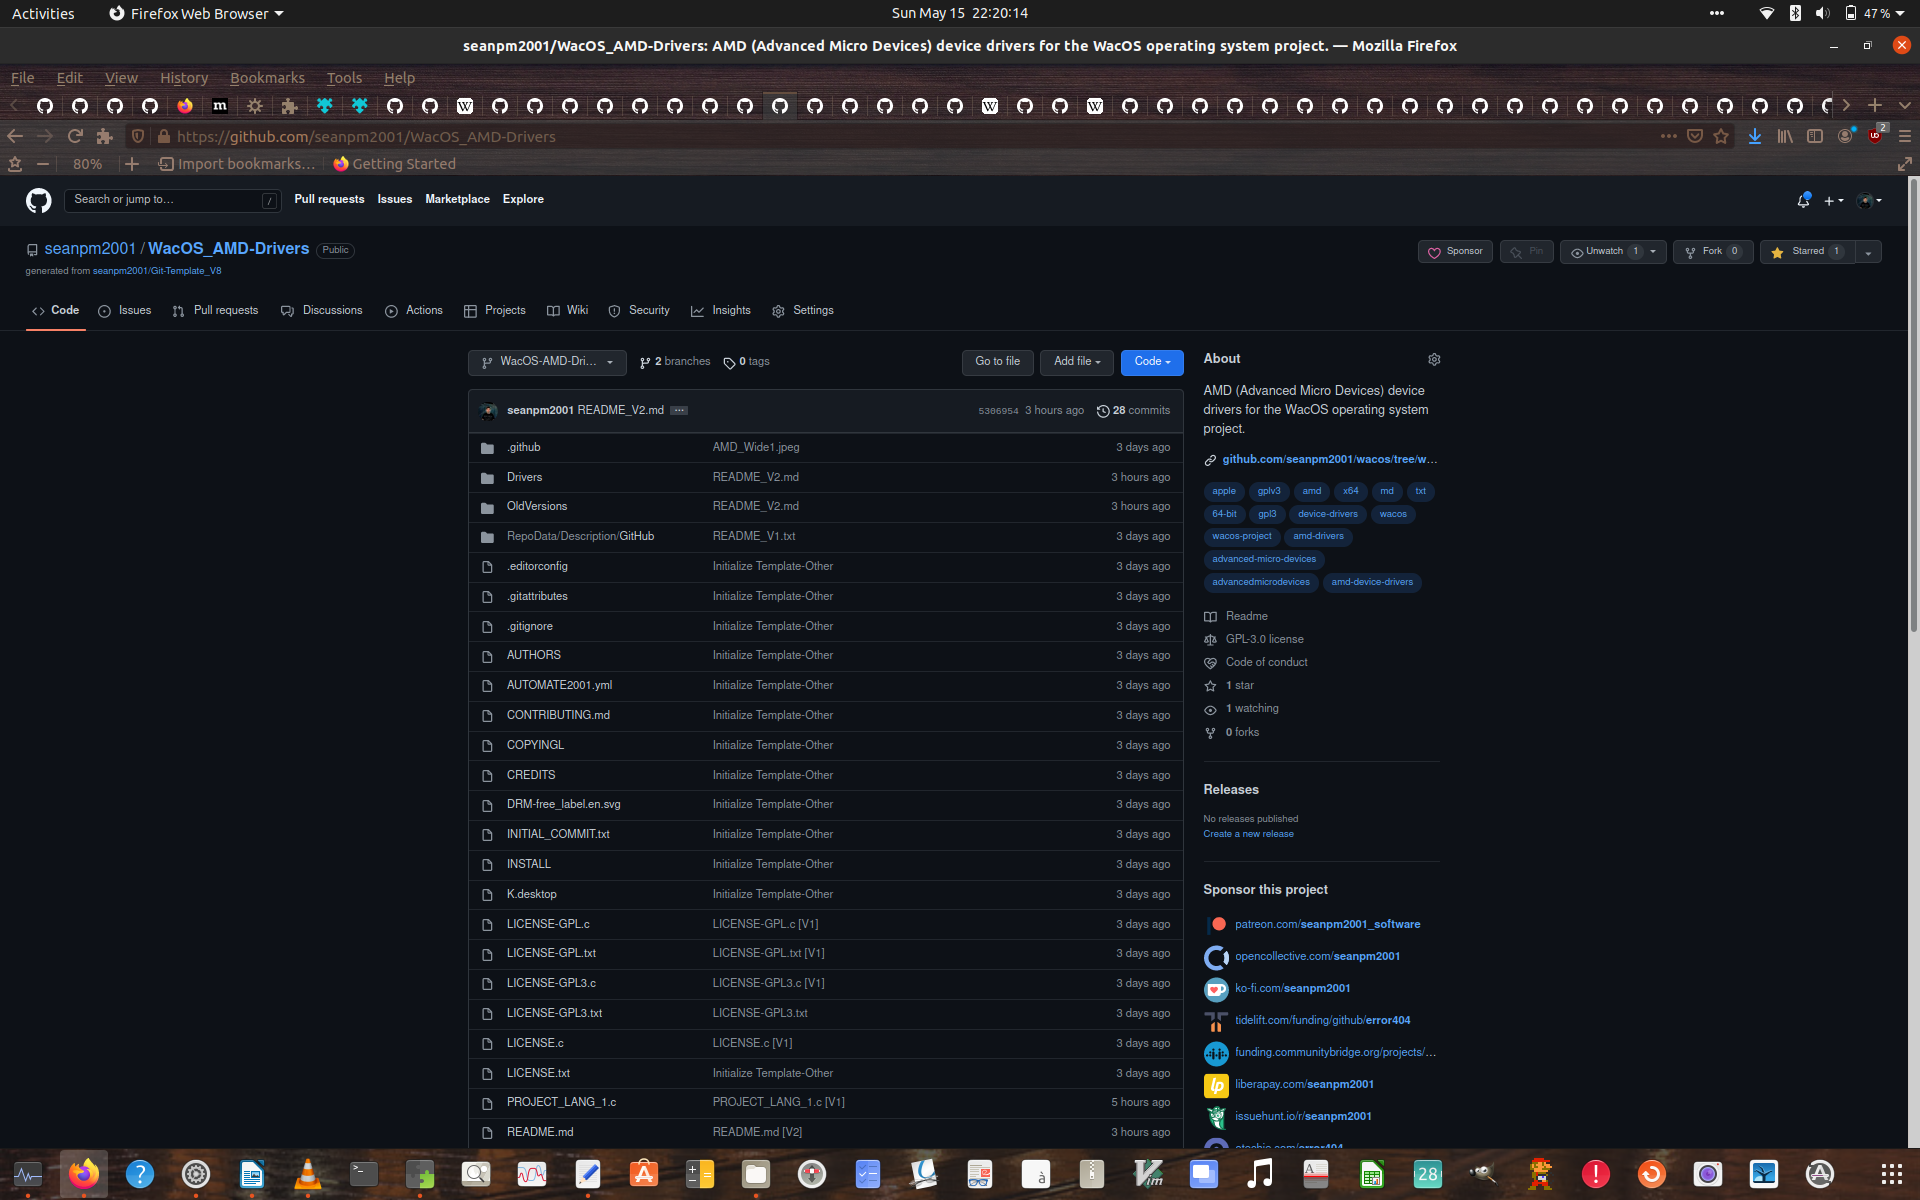 Activities
Firefox Web Browser
Sun May 15 22:20:14
47 %
seanpm2001/WacOS_AMD-Drivers: AMD (Advanced Micro Devices) device drivers for the WacOS operating system project. — Mozilla Firefox
File Edit View History Bookmarks Tools Help
https://github.com/seanpm2001/WacOS_AMD-Drivers
2
80%
Import bookmarks...
Getting Started
Search or jump to...
/
Pull requests Issues Marketplace Explore
seanpm2001 / WacOS_AMD-Drivers
Public
generated from seanpm2001/Git-Template_V8
Sponsor
Pin
Unwatch 1
Fork 0
Starred 1
Code Issues Pull requests Discussions Actions Projects Wiki Security Insights Settings
WacOS-AMD-Dri...
2 branches
0 tags
Go to file
Add file
Code
seanpm2001 README_V2.md ...
5306954 3 hours ago
28 commits
.github AMD_Wide1.jpeg 3 days ago
Drivers README_V2.md 3 hours ago
OldVersions README_V2.md 3 hours ago
RepoData/Description/GitHub README_V1.txt 3 days ago
.editorconfig Initialize Template-Other 3 days ago
.gitattributes Initialize Template-Other 3 days ago
.gitignore Initialize Template-Other 3 days ago
AUTHORS Initialize Template-Other 3 days ago
AUTOMATE2001.yml Initialize Template-Other 3 days ago
CONTRIBUTING.md Initialize Template-Other 3 days ago
COPYINGL Initialize Template-Other 3 days ago
CREDITS Initialize Template-Other 3 days ago
DRM-free_label.en.svg Initialize Template-Other 3 days ago
INITIAL_COMMIT.txt Initialize Template-Other 3 days ago
INSTALL Initialize Template-Other 3 days ago
K.desktop Initialize Template-Other 3 days ago
LICENSE-GPL.c LICENSE-GPL.c [V1] 3 days ago
LICENSE-GPL.txt LICENSE-GPL.txt [V1] 3 days ago
LICENSE-GPL3.c LICENSE-GPL3.c [V1] 3 days ago
LICENSE-GPL3.txt LICENSE-GPL3.txt 3 days ago
LICENSE.c LICENSE.c [V1] 3 days ago
LICENSE.txt Initialize Template-Other 3 days ago
PROJECT_LANG_1.c PROJECT_LANG_1.c [V1] 5 hours ago
README.md README.md [V2] 3 hours ago
About
AMD (Advanced Micro Devices) device
drivers for the WacOS operating system
project.
github.com/seanpm2001/wacos/tree/w...
apple gplv3 amd x64 md txt
64-bit gpl3 device-drivers wacos
wacos-project amd-drivers
advanced-micro-devices
advancedmicrodevices amd-device-drivers
Readme
GPL-3.0 license
Code of conduct
1 star
1 watching
0 forks
Releases
No releases published
Create a new release
Sponsor this project
patreon.com/seanpm2001_software
opencollective.com/seanpm2001
ko-fi.com/seanpm2001
tidelift.com/funding/github/error404
funding.communitybridge.org/projects/...
liberapay.com/seanpm2001
issuehunt.io/r/seanpm2001
28